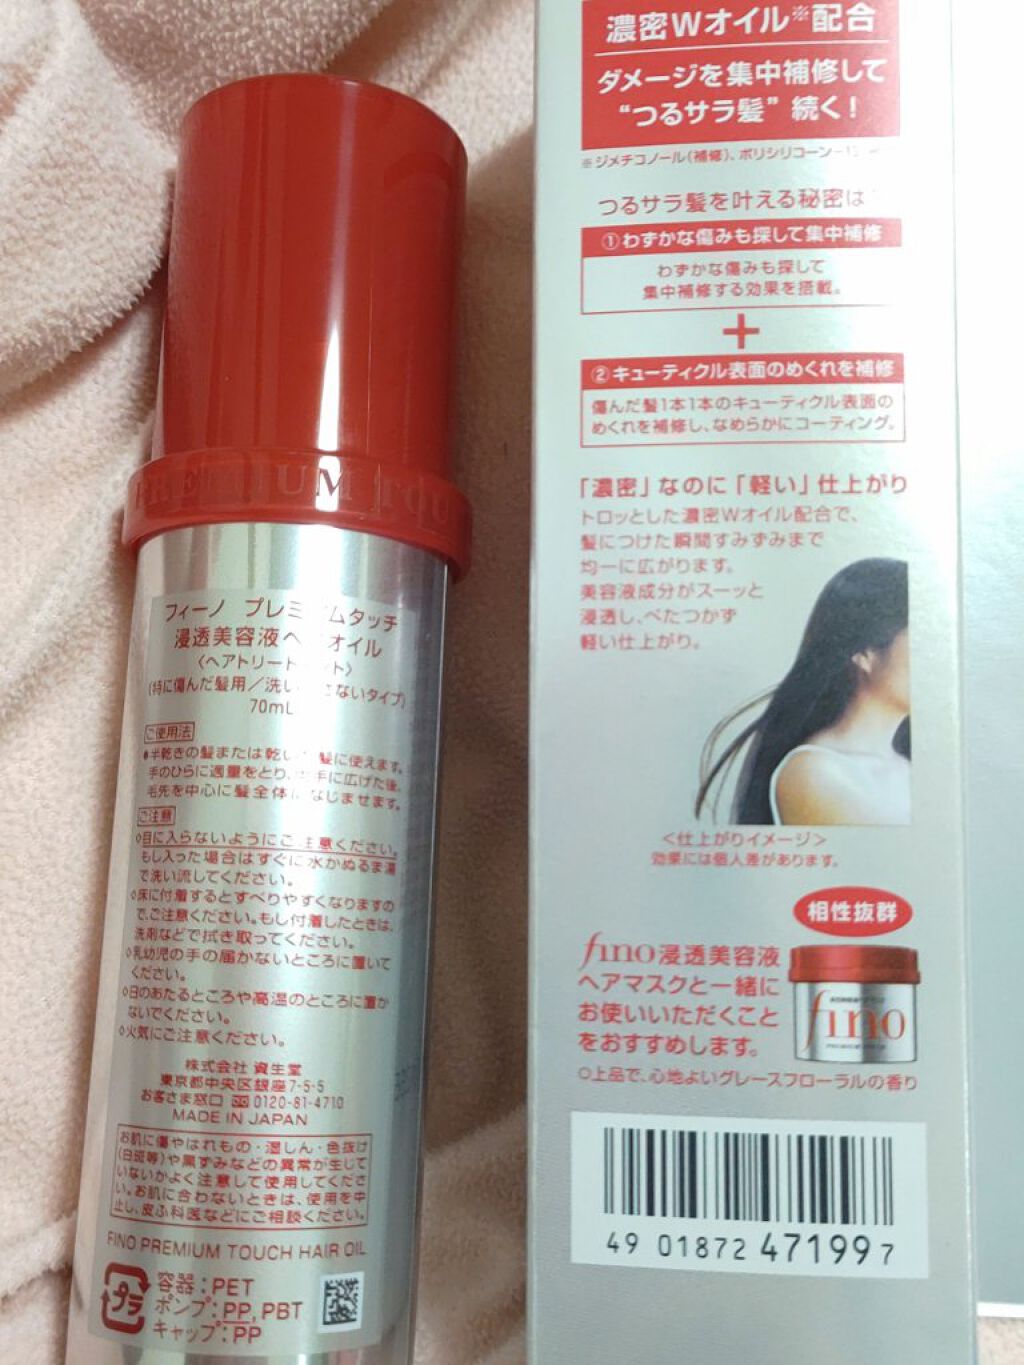 PREMIUM TOU
フィーノ プレミアムタッチ
浸透美容液ヘアオイル
〈ヘアトリートメント〉
(特に傷んだ髪用/洗い流さないタイプ)
70mL
ご使用法
●半乾きの髪または乾いた髪に使えます。
手のひらに適量をとり、両手に広げた後、
毛先を中心に髪全体になじませます。
ご注意
○目に入らないようにご注意ください。
もし入った場合はすぐに水かぬるま湯
で洗い流してください。
○床に付着するとすべりやすくなりますの
で、ご注意ください。もし付着したときは、
洗剤などで拭き取ってください。
○乳幼児の手の届かないところに置いて
ください。
○日のあたるところや高温のところに置か
ないでください。
○火気にご注意ください。
株式会社 資生堂
東京都中央区銀座7-5-5
お客さま窓口 0120-81-4710
MADE IN JAPAN
お肌に傷やはれもの・湿しん・色抜け
(白斑等)や黒ずみなどの異常が生じて
いないかよく注意して使用してくださ
い。お肌に合わないときは、使用を中
止し、皮ふ科医などにご相談ください。
FINO PREMIUM TOUCH HAIR OIL
プラ
容器:PET
ポンプ:PP, PBT
キャップ:PP
濃密Wオイル※配合
ダメージを集中補修して
“つるサラ髪”続く!
※ジメチコノール(補修)、ポリシリコーン-
つるサラ髪を叶える秘密は
①わずかな傷みも探して集中補修
わずかな傷みも探して
集中補修する効果を搭載。
+
②キューティクル表面のめくれを補修
傷んだ髪1本1本のキューティクル表面の
めくれを補修し、なめらかにコーティング。
「濃密」なのに「軽い」仕上がり
トロッとした濃密Wオイル配合で、
髪につけた瞬間すみずみまで
均一に広がります。
美容液成分がスーッと
浸透し、べたつかず
軽い仕上がり。
<仕上がりイメージ>
効果には個人差があります。
相性抜群
fino浸透美容液
ヘアマスクと一緒に
お使いいただくこと
をおすすめします。
fino
○上品で、心地よいグレースフローラルの香り
49 01872 471997